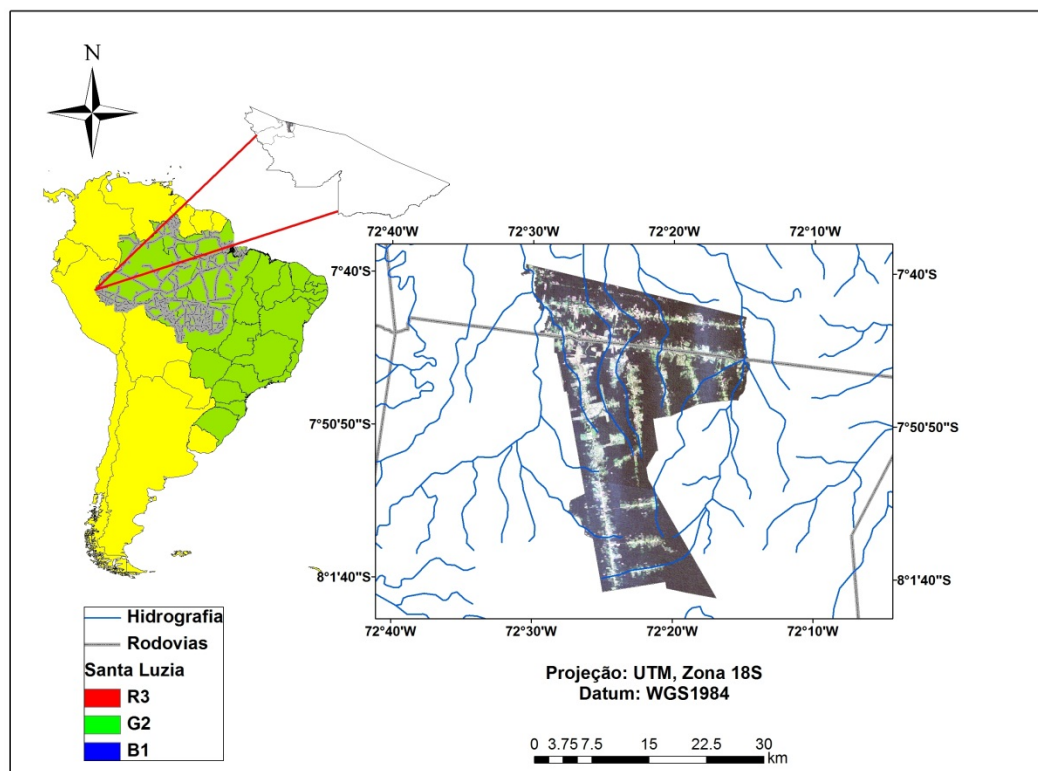 N
72°40'W 72°30'W 72°20'W 72°10'W
7°40'S 7°40'S
7°50'50"S 7°50'50"S
8°1'40"S 8°1'40"S
72°40'W 72°30'W 72°20'W 72°10'W
Hidrografia
Rodovias
Santa Luzia
R3
G2
B1
Projeção: UTM, Zona 18S
Datum: WGS1984
0 3.75 7.5 15 22.5 30
km